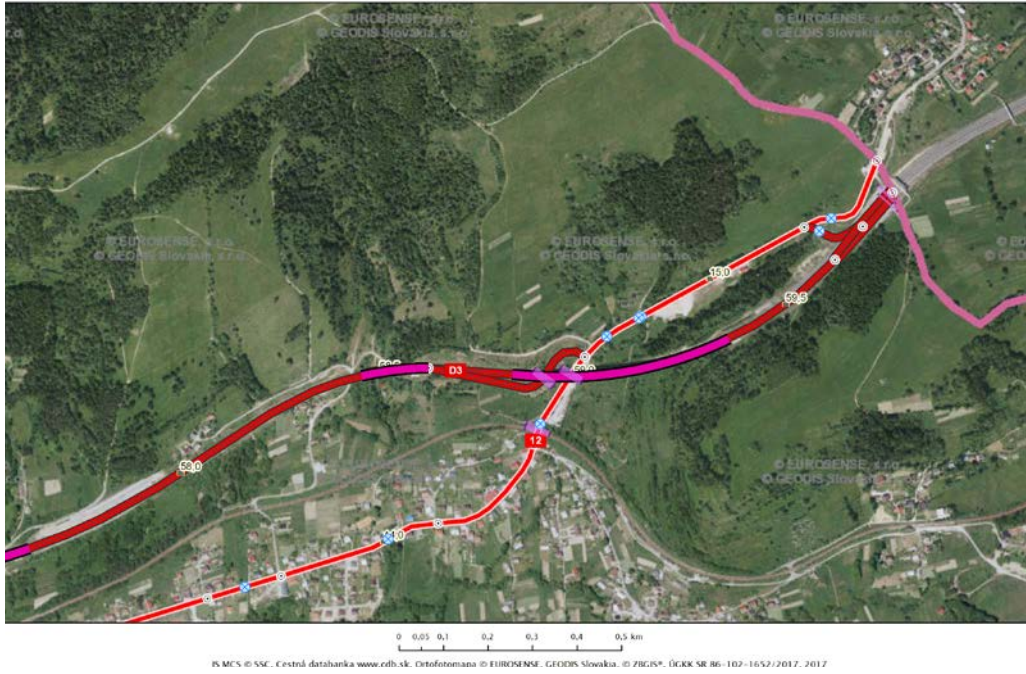 © EUROSENSE, s.r.o.
© GEODIS Slovakia, s.r.o.
© EUROSENSE, s.r.o.
© GEODIS Slovakia
© EUROSENSE, s.r.o.
© GEODIS Slovakia, s.r.o.
© EUROSENSE, s.r.o.
© GEODIS Slovakia s.r.o.
15,0
59,5
D3
12
58,0
© EUROSENSE, s.r.o.
© GEODIS Slovakia
0 0,05 0,1 0,2 0,3 0,4 0,5 km
IS MCS © SSC, Cestná databanka www.cdb.sk, Ortofotomapa © EUROSENSE, GEODIS Slovakia, © ZBGIS®, ÚGKK SR 86-102-1652/2017, 2017